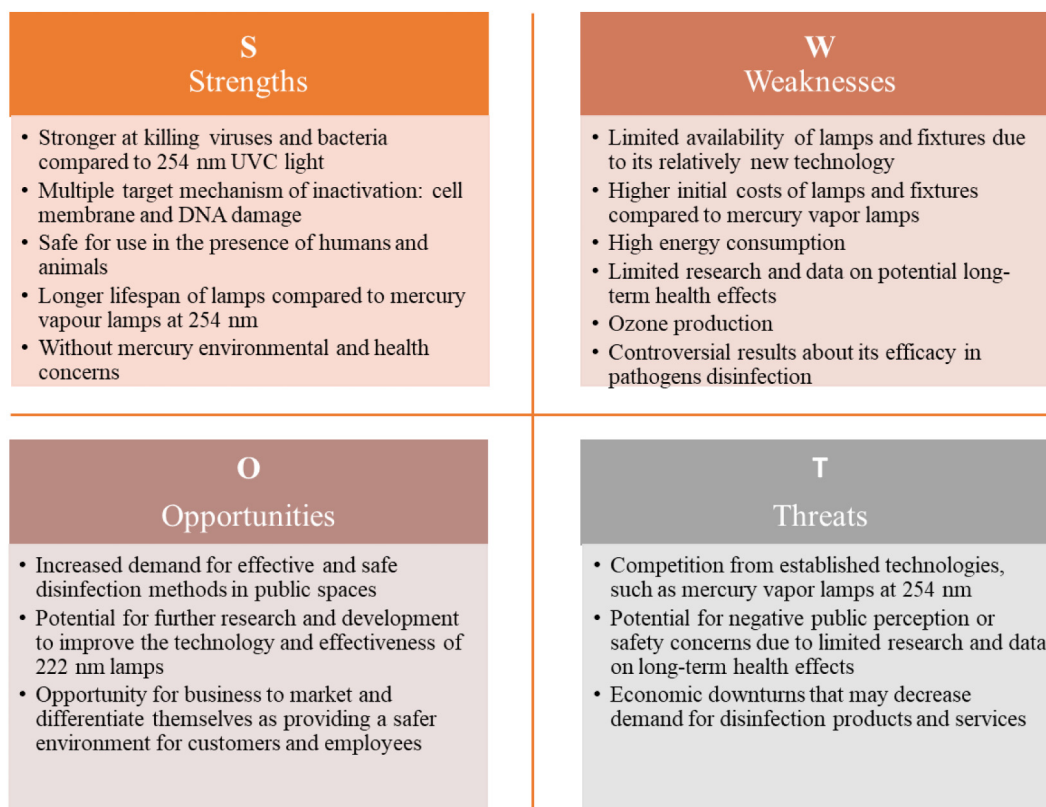 S
Strengths
• Stronger at killing viruses and bacteria
compared to 254 nm UVC light
• Multiple target mechanism of inactivation: cell
membrane and DNA damage
• Safe for use in the presence of humans and
animals
• Longer lifespan of lamps compared to mercury
vapour lamps at 254 nm
• Without mercury environmental and health
concerns
W
Weaknesses
• Limited availability of lamps and fixtures due
to its relatively new technology
• Higher initial costs of lamps and fixtures
compared to mercury vapor lamps
• High energy consumption
• Limited research and data on potential long-
term health effects
• Ozone production
• Controversial results about its efficacy in
pathogens disinfection
O
Opportunities
• Increased demand for effective and safe
disinfection methods in public spaces
• Potential for further research and development
to improve the technology and effectiveness of
222 nm lamps
• Opportunity for business to market and
differentiate themselves as providing a safer
environment for customers and employees
T
Threats
• Competition from established technologies,
such as mercury vapor lamps at 254 nm
• Potential for negative public perception or
safety concerns due to limited research and data
on long-term health effects
• Economic downturns that may decrease
demand for disinfection products and services